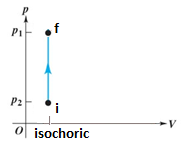 p
p₁ f
p₂ i
O V
isochoric